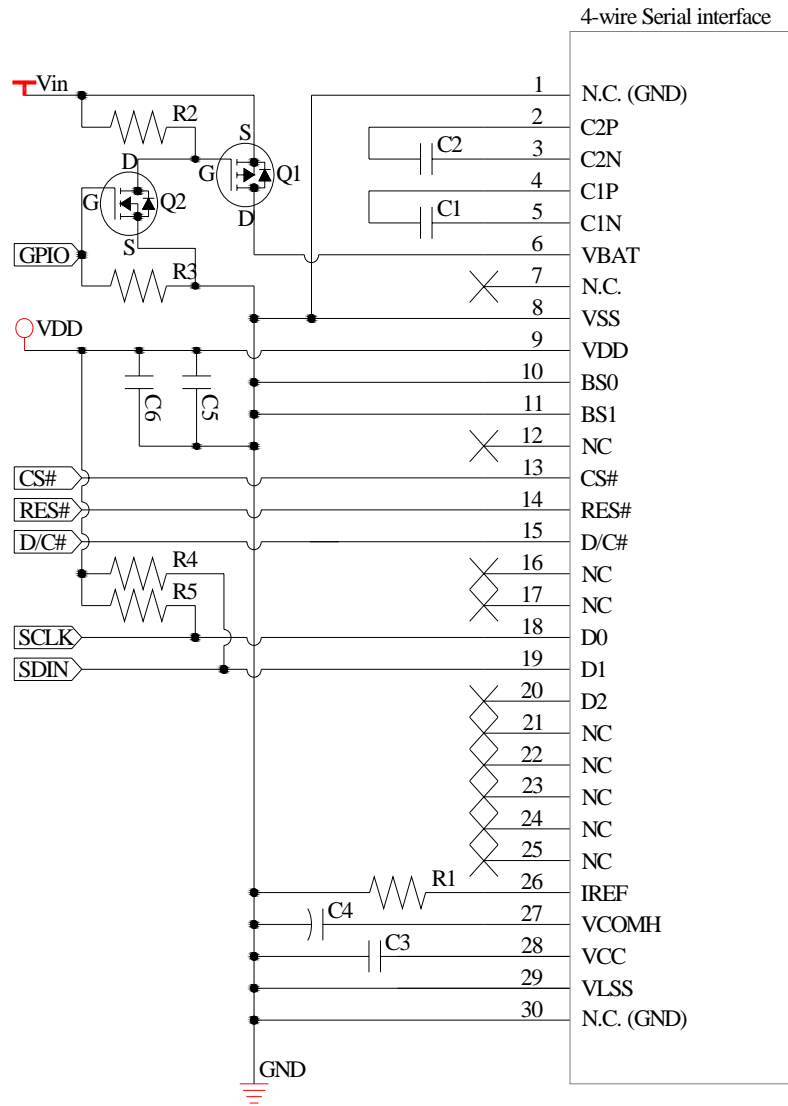 4-wire Serial interface
Vin
R2
S
D
G
Q1
G
Q2
D
S
GPIO
R3
VDD
C6
C5
C2
C1
1 N.C. (GND)
2 C2P
3 C2N
4 C1P
5 C1N
6 VBAT
7 N.C.
8 VSS
9 VDD
10 BS0
11 BS1
12 NC
CS# 13 CS#
RES# 14 RES#
D/C# 15 D/C#
R4
16 NC
R5
17 NC
SCLK 18 D0
SDIN 19 D1
20 D2
21 NC
22 NC
23 NC
24 NC
25 NC
R1 26 IREF
C4 27 VCOMH
C3 28 VCC
29 VLSS
30 N.C. (GND)
GND